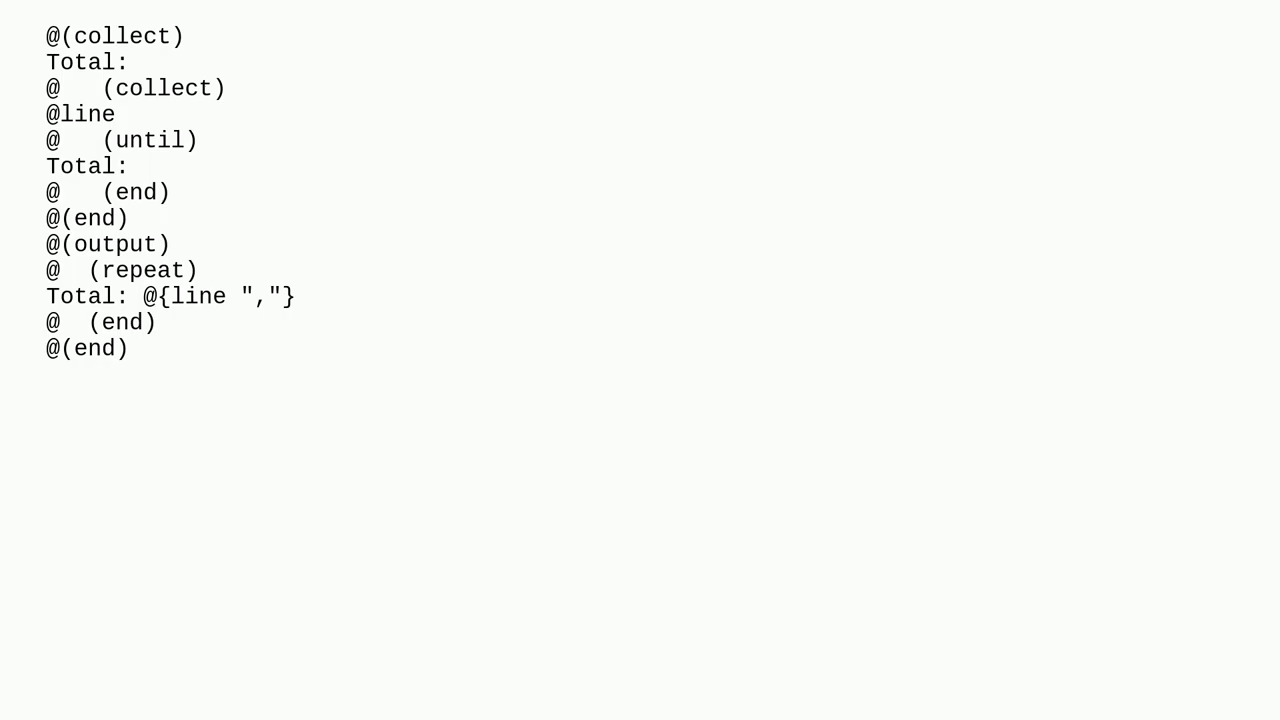 @(collect)
Total:
@   (collect)
@line
@   (until)
Total:
@   (end)
@(end)
@(output)
@  (repeat)
Total: @{line ","}
@  (end)
@(end)